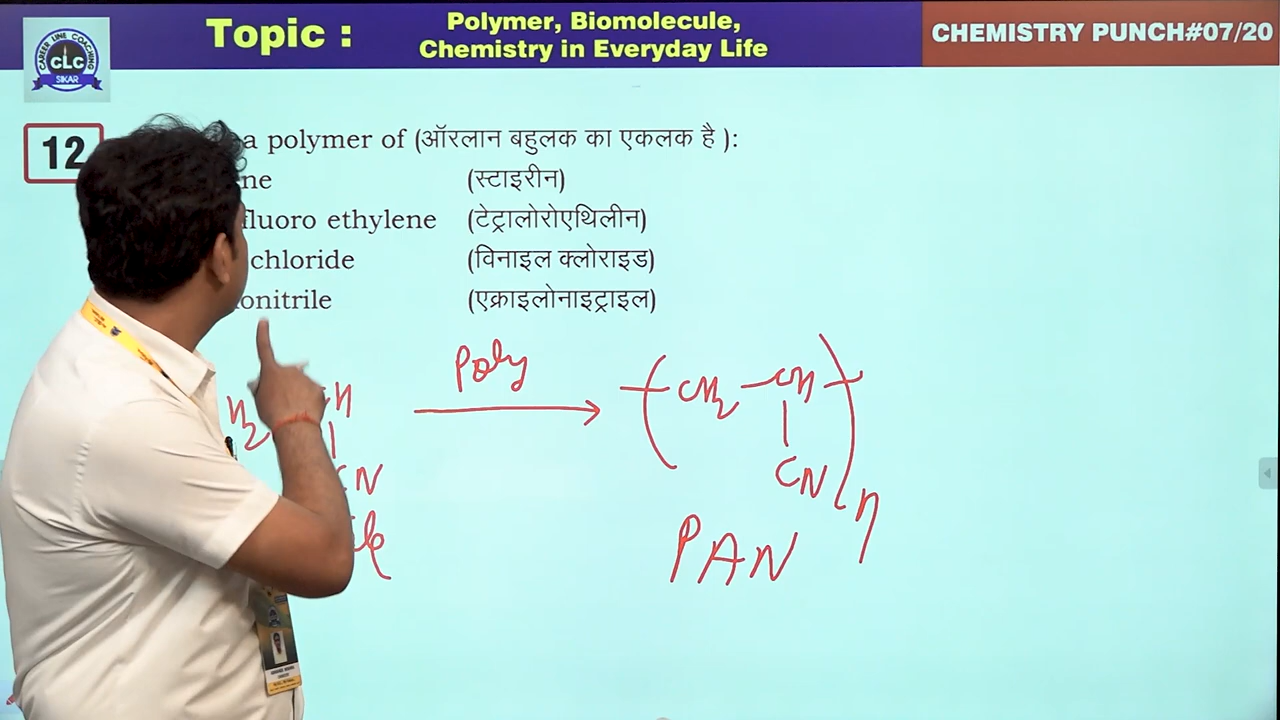 Topic :
Polymer, Biomolecule,
Chemistry in Everyday Life
CHEMISTRY PUNCH#07/20
CAREER LINE COACHING
CLC
SIKAR
12
a polymer of (ऑरलान बहुलक का एकलक है ):
ne (स्टाइरीन)
fluoro ethylene (टेट्रालोरोएथिलीन)
chloride (विनाइल क्लोराइड)
onitrile (एक्राइलोनाइट्राइल)
Poly
CH2 CH
CN
n
H2 H
CN
PAN